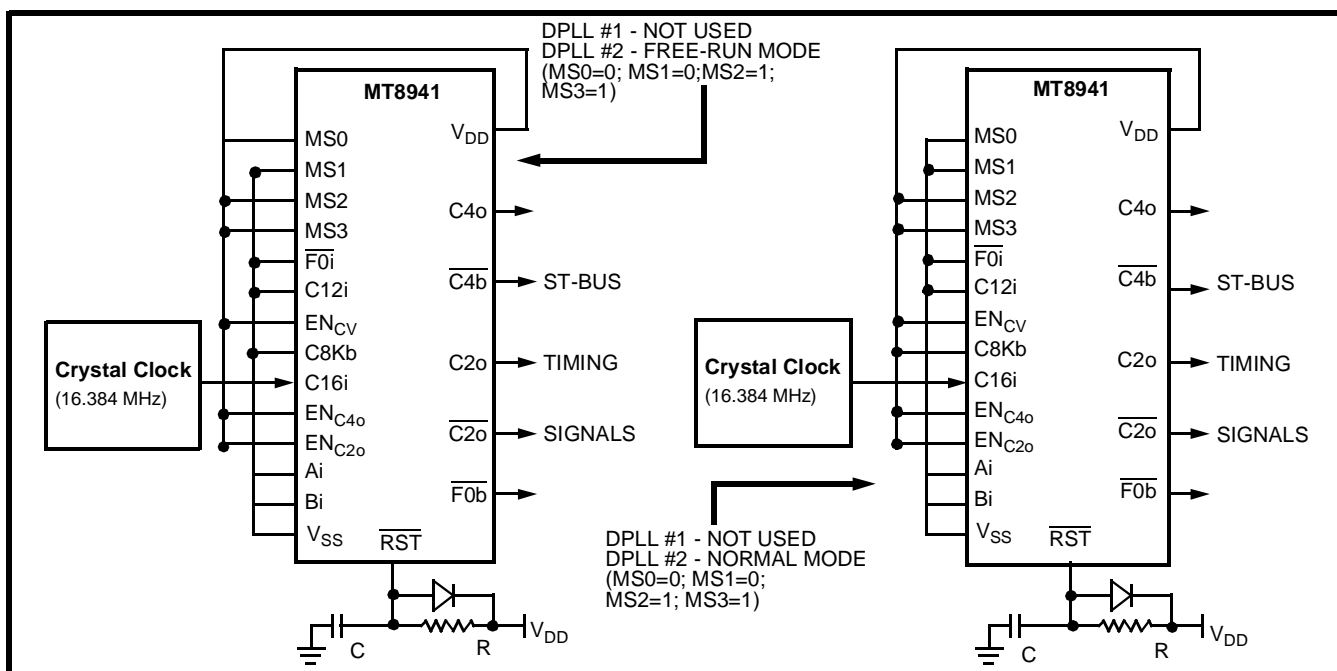 DPLL #1 - NOT USED
DPLL #2 - FREE-RUN MODE
(MS0=0; MS1=0;MS2=1;
MS3=1)
MT8941
MS0
MS1
MS2
MS3
F0i
C12i
ENCV
C8Kb
C16i
ENC4o
ENC2o
Ai
Bi
VSS
RST
VDD
C4o
C4b
C2o
C2o
F0b
ST-BUS
TIMING
SIGNALS
Crystal Clock
(16.384 MHz)
C
R
VDD
MT8941
MS0
MS1
MS2
MS3
F0i
C12i
ENCV
C8Kb
C16i
ENC4o
ENC2o
Ai
Bi
VSS
RST
VDD
C4o
C4b
C2o
C2o
F0b
ST-BUS
TIMING
SIGNALS
Crystal Clock
(16.384 MHz)
DPLL #1 - NOT USED
DPLL #2 - NORMAL MODE
(MS0=0; MS1=0;
MS2=1; MS3=1)
C
R
VDD